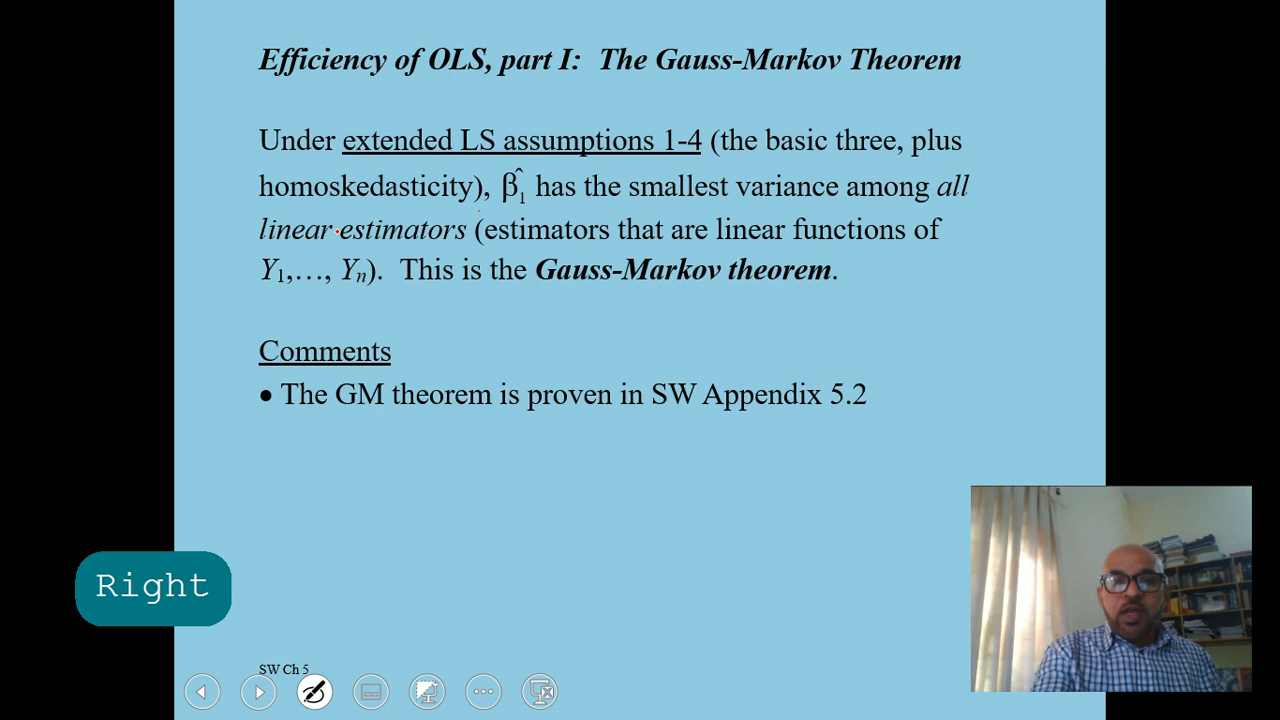 Efficiency of OLS, part I: The Gauss-Markov Theorem
Under extended LS assumptions 1-4 (the basic three, plus
homoskedasticity), β̂₁ has the smallest variance among all
linear estimators (estimators that are linear functions of
Y₁,…, Yₙ). This is the Gauss-Markov theorem.
Comments
• The GM theorem is proven in SW Appendix 5.2
Right
SW Ch 5